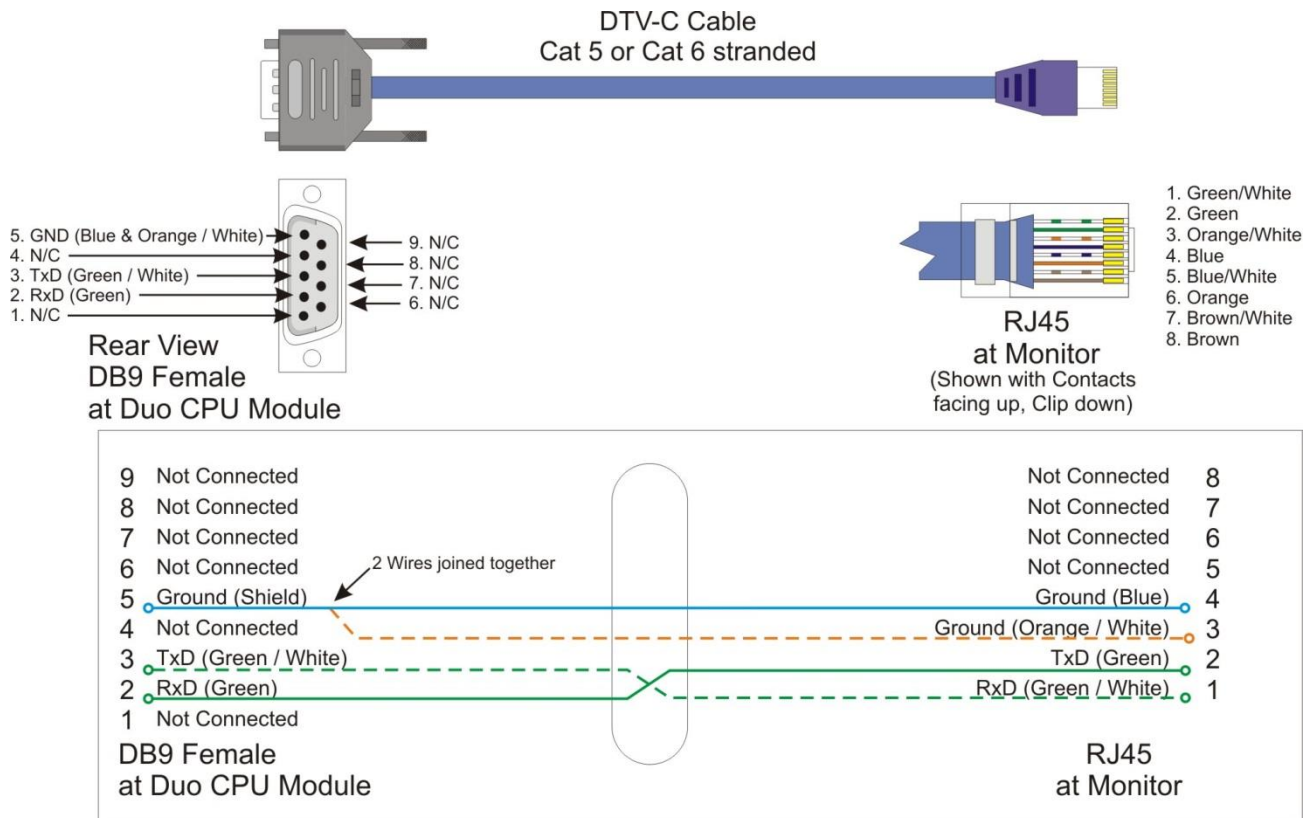 DTV-C Cable
Cat 5 or Cat 6 stranded
5. GND (Blue & Orange / White)
4. N/C
3. TxD (Green / White)
2. RxD (Green)
1. N/C
9. N/C
8. N/C
7. N/C
6. N/C
Rear View
DB9 Female
at Duo CPU Module
1. Green/White
2. Green
3. Orange/White
4. Blue
5. Blue/White
6. Orange
7. Brown/White
8. Brown
RJ45
at Monitor
(Shown with Contacts
facing up, Clip down)
9 Not Connected
8 Not Connected
7 Not Connected
6 Not Connected
2 Wires joined together
5 Ground (Shield)
4 Not Connected
3 TxD (Green / White)
2 RxD (Green)
1 Not Connected
DB9 Female
at Duo CPU Module
Not Connected 8
Not Connected 7
Not Connected 6
Not Connected 5
Ground (Blue) 4
Ground (Orange / White) 3
TxD (Green) 2
RxD (Green / White) 1
RJ45
at Monitor